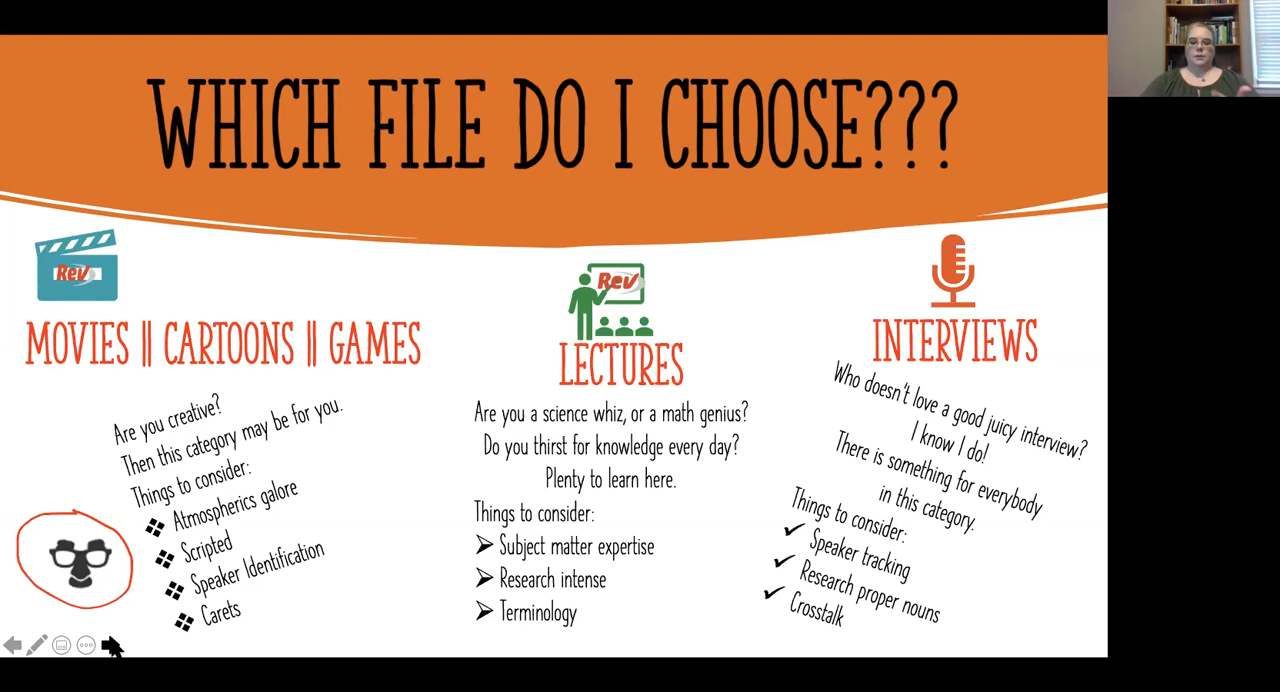 WHICH FILE DO I CHOOSE???
Rev
MOVIES || CARTOONS || GAMES
Are you creative?
Then this category may be for you.
Things to consider:
Atmospherics galore
Scripted
Speaker Identification
Carets
Rev
LECTURES
Are you a science whiz, or a math genius?
Do you thirst for knowledge every day?
Plenty to learn here.
Things to consider:
Subject matter expertise
Research intense
Terminology
INTERVIEWS
Who doesn't love a good juicy interview?
I know I do!
There is something for everybody
in this category.
Things to consider:
Speaker tracking
Research proper nouns
Crosstalk